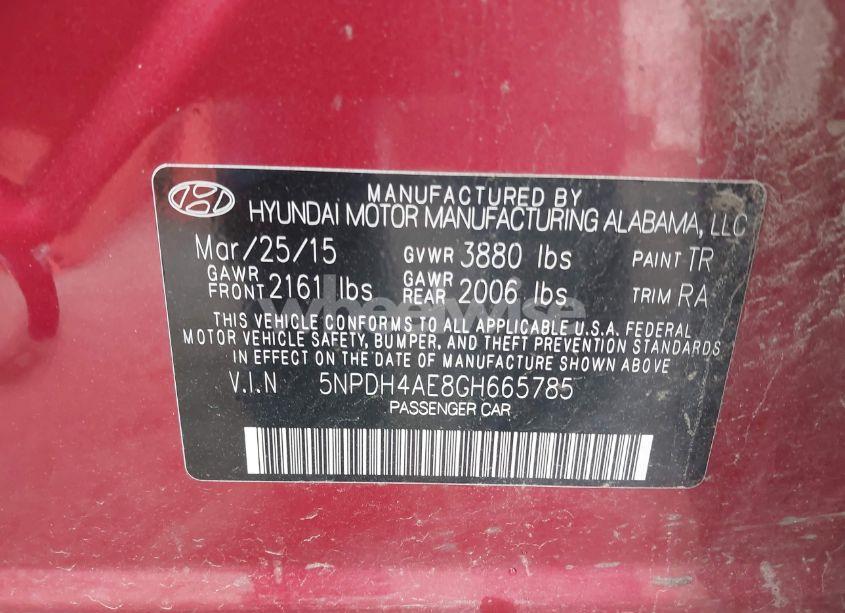 MANUFACTURED BY
HYUNDAI MOTOR MANUFACTURING ALABAMA, LLC
Mar/25/15 GVWR 3880 lbs PAINT TR
GAWR FRONT 2161 lbs GAWR REAR 2006 lbs TRIM RA
THIS VEHICLE CONFORMS TO ALL APPLICABLE U.S.A. FEDERAL
MOTOR VEHICLE SAFETY, BUMPER, AND THEFT PREVENTION STANDARDS
IN EFFECT ON THE DATE OF MANUFACTURE SHOWN ABOVE
V.I.N 5NPDH4AE8GH665785
PASSENGER CAR
wheelwise